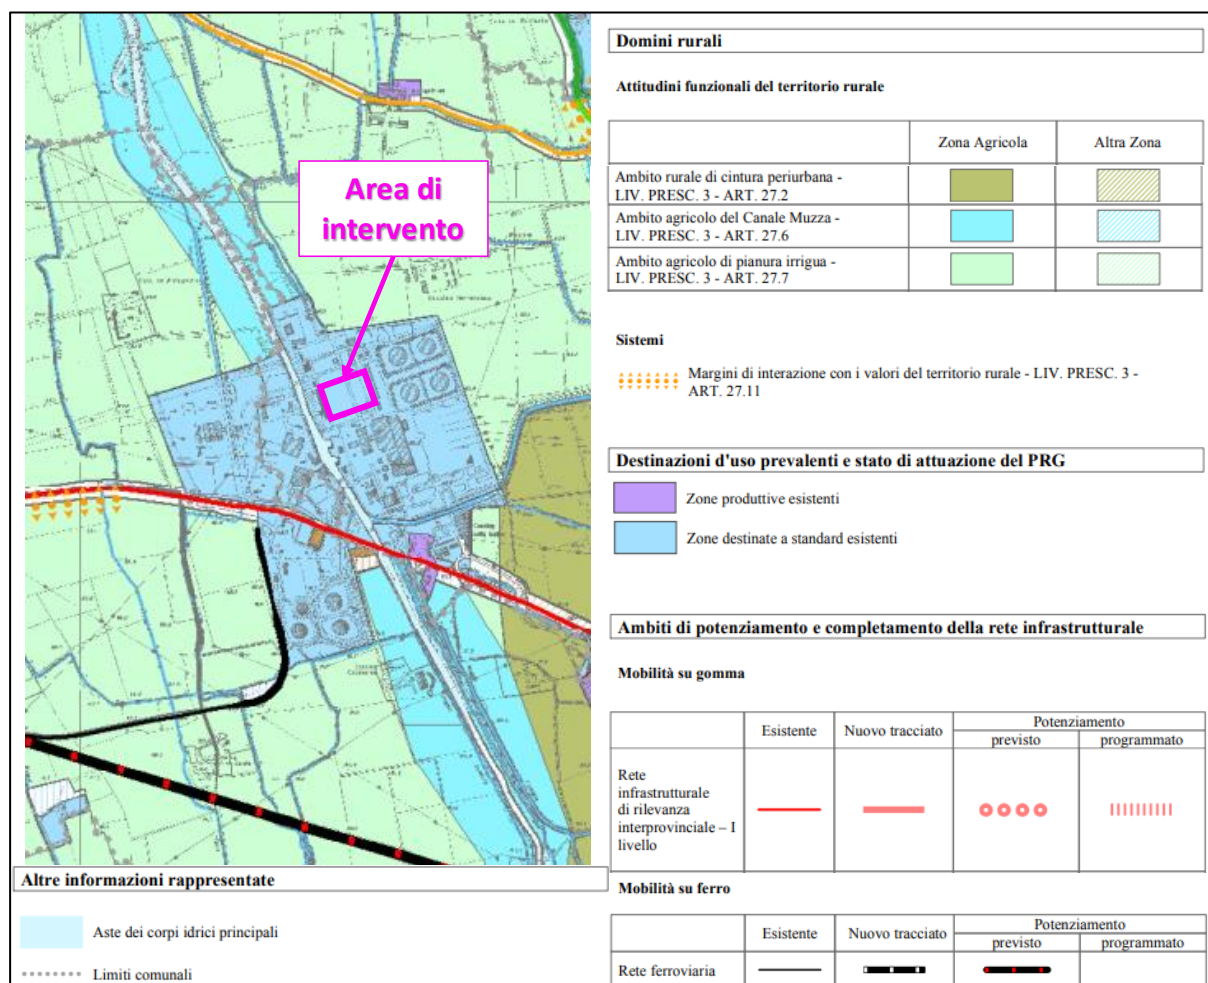 Area di
intervento
Domini rurali
Attitudini funzionali del territorio rurale
Zona Agricola
Altra Zona
Ambito rurale di cintura periurbana -
LIV. PRESC. 3 - ART. 27.2
Ambito agricolo del Canale Muzza -
LIV. PRESC. 3 - ART. 27.6
Ambito agricolo di pianura irrigua -
LIV. PRESC. 3 - ART. 27.7
Sistemi
Margini di interazione con i valori del territorio rurale - LIV. PRESC. 3 -
ART. 27.11
Destinazioni d'uso prevalenti e stato di attuazione del PRG
Zone produttive esistenti
Zone destinate a standard esistenti
Ambiti di potenziamento e completamento della rete infrastrutturale
Mobilità su gomma
Esistente
Nuovo tracciato
Potenziamento
previsto
programmato
Rete
infrastrutturale
di rilevanza
interprovinciale – I
livello
Mobilità su ferro
Esistente
Nuovo tracciato
Potenziamento
previsto
programmato
Rete ferroviaria
Altre informazioni rappresentate
Aste dei corpi idrici principali
Limiti comunali